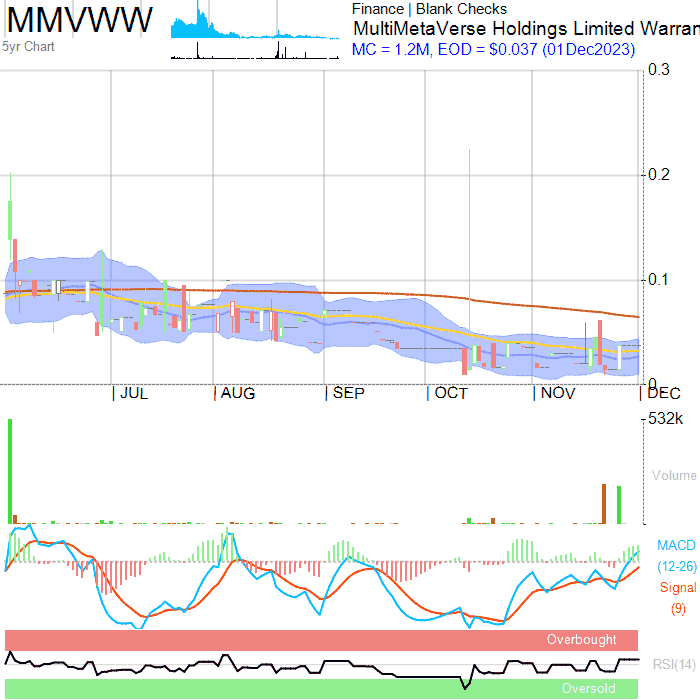 MMVWW
5yr Chart
Finance | Blank Checks
MultiMetaVerse Holdings Limited Warran
MC = 1.2M, EOD = $0.037 (01Dec2023)
0.3
0.2
0.1
0
JUL AUG SEP OCT NOV DEC
532k
Volume
MACD
(12-26)
Signal
(9)
Overbought
RSI(14)
Oversold